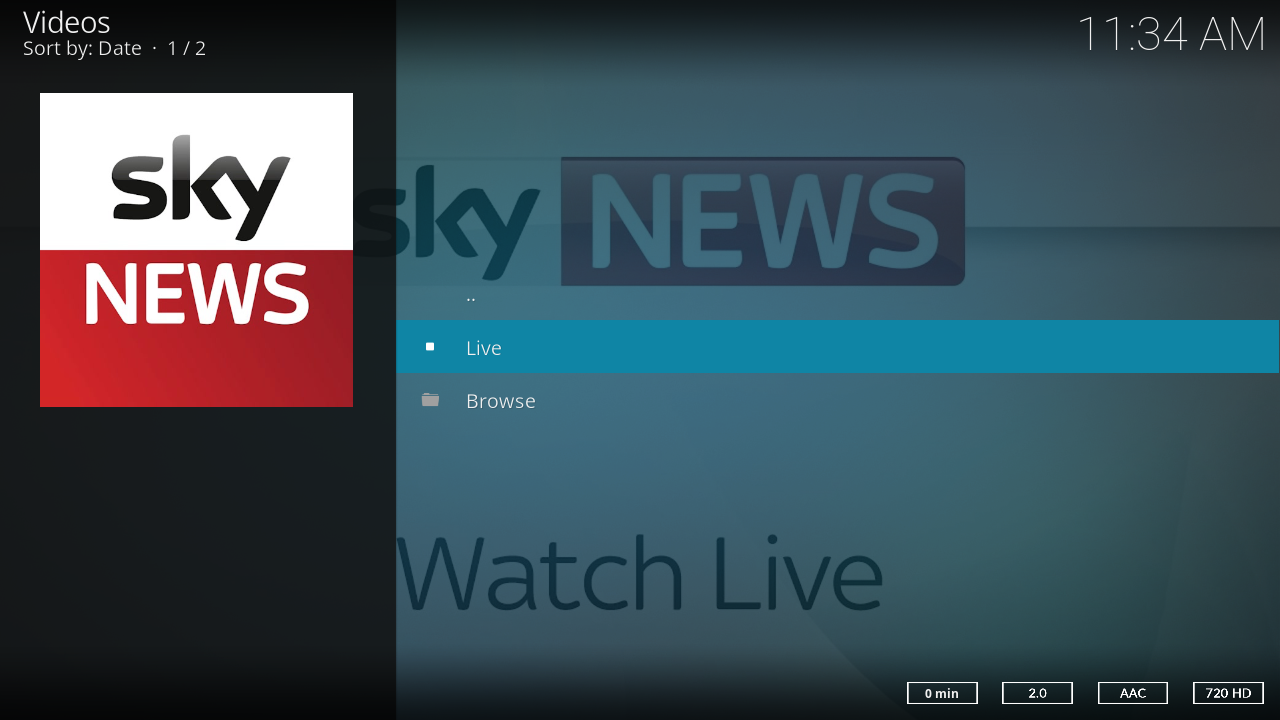 Videos
Sort by: Date · 1 / 2
11:34 AM
sky
NEWS
sky NEWS
..
Live
Browse
Watch Live
0 min
2.0
AAC
720 HD